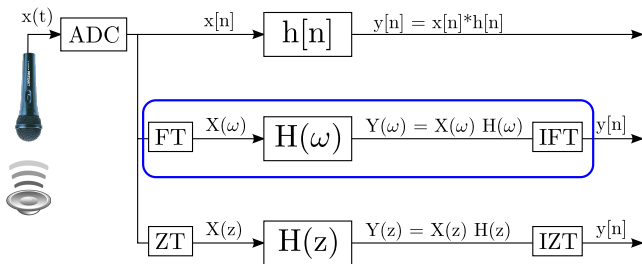 x(t)
ADC
x[n]
h[n]
y[n] = x[n]*h[n]
FT
X(ω)
H(ω)
Y(ω) = X(ω) H(ω)
IFT
y[n]
ZT
X(z)
H(z)
Y(z) = X(z) H(z)
IZT
y[n]